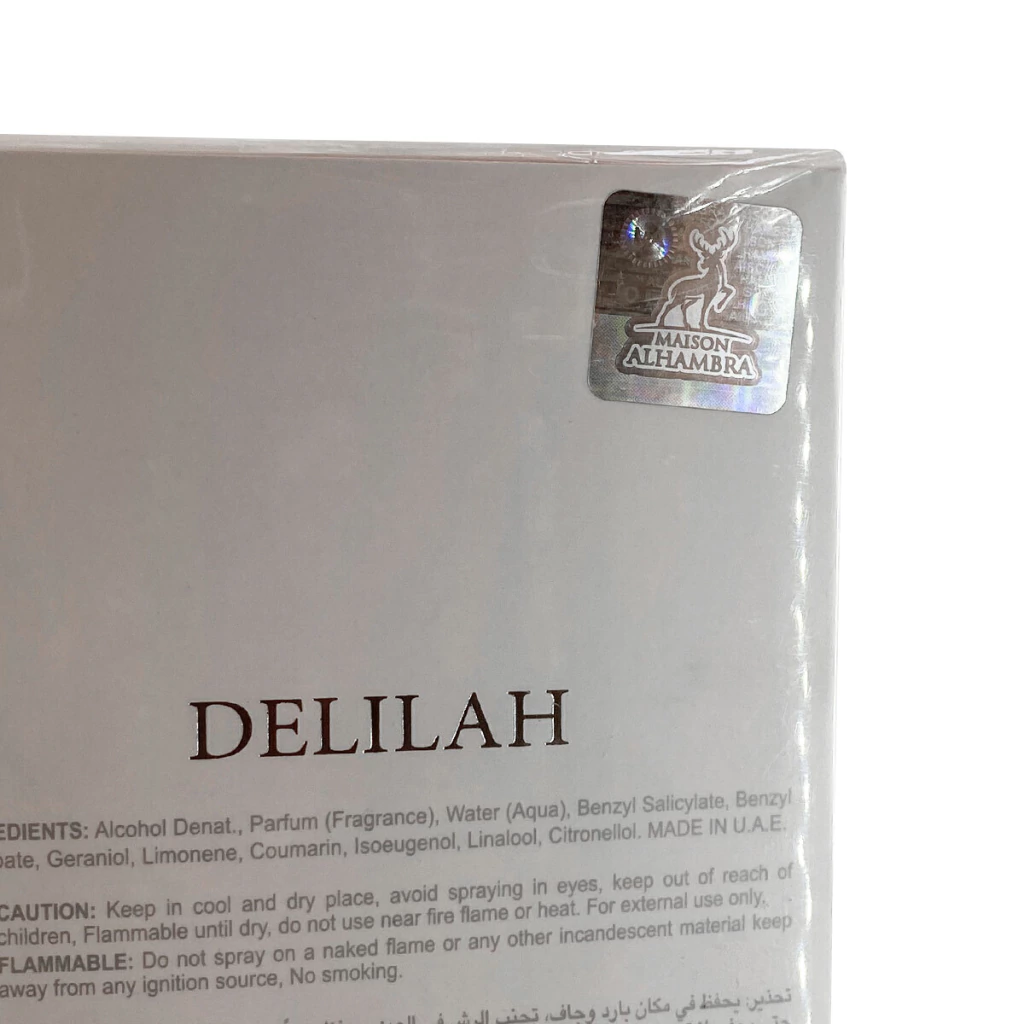 MAISON
ALHAMBRA
DELILAH
EDIENTS: Alcohol Denat., Parfum (Fragrance), Water (Aqua), Benzyl Salicylate, Benzyl
oate, Geraniol, Limonene, Coumarin, Isoeugenol, Linalool, Citronellol. MADE IN U.A.E.
CAUTION: Keep in cool and dry place, avoid spraying in eyes, keep out of reach of
children, Flammable until dry, do not use near fire flame or heat. For external use only,.
FLAMMABLE: Do not spray on a naked flame or any other incandescent material keep
away from any ignition source, No smoking.
تحذير: يحفظ في مكان بارد وجاف، تجنب الرش في